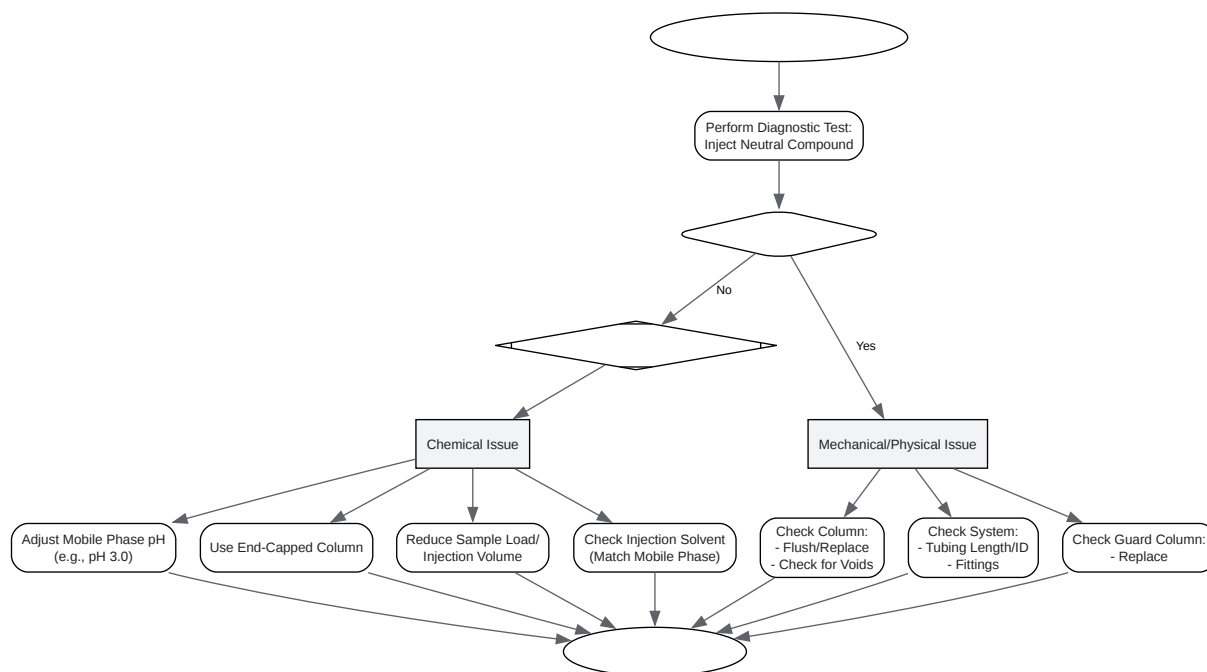 Perform Diagnostic Test:
Inject Neutral Compound
No
Yes
Chemical Issue
Mechanical/Physical Issue
Adjust Mobile Phase pH
(e.g., pH 3.0)
Use End-Capped Column
Reduce Sample Load/
Injection Volume
Check Injection Solvent
(Match Mobile Phase)
Check Column:
- Flush/Replace
- Check for Voids
Check System:
- Tubing Length/ID
- Fittings
Check Guard Column:
- Replace